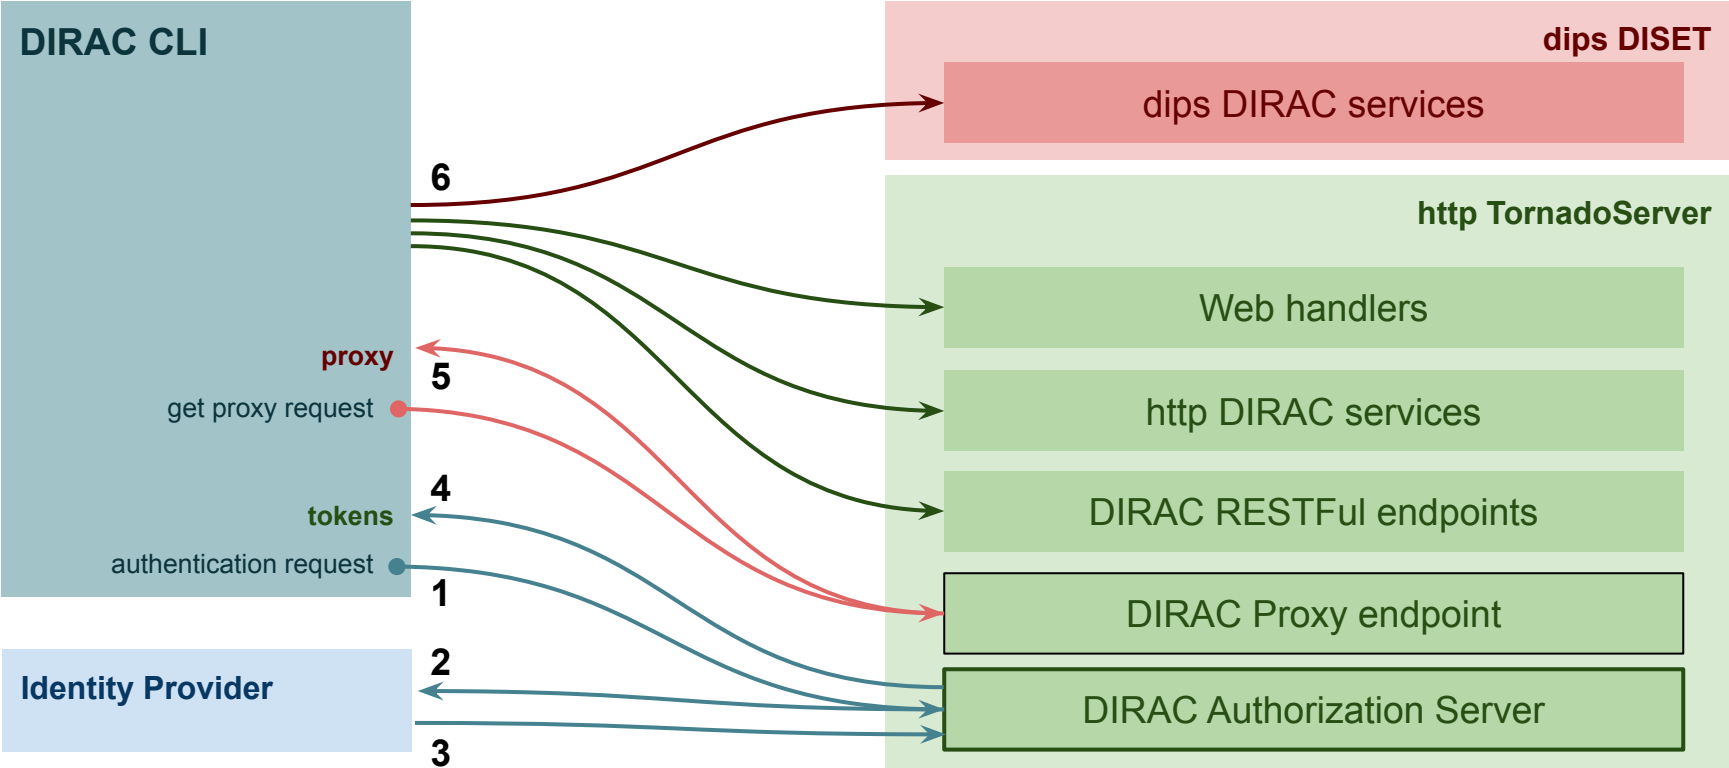 DIRAC CLI
dips DISET
dips DIRAC services
6
http TornadoServer
Web handlers
proxy
5
get proxy request
http DIRAC services
4
tokens
DIRAC RESTFul endpoints
authentication request
1
DIRAC Proxy endpoint
2
Identity Provider
DIRAC Authorization Server
3